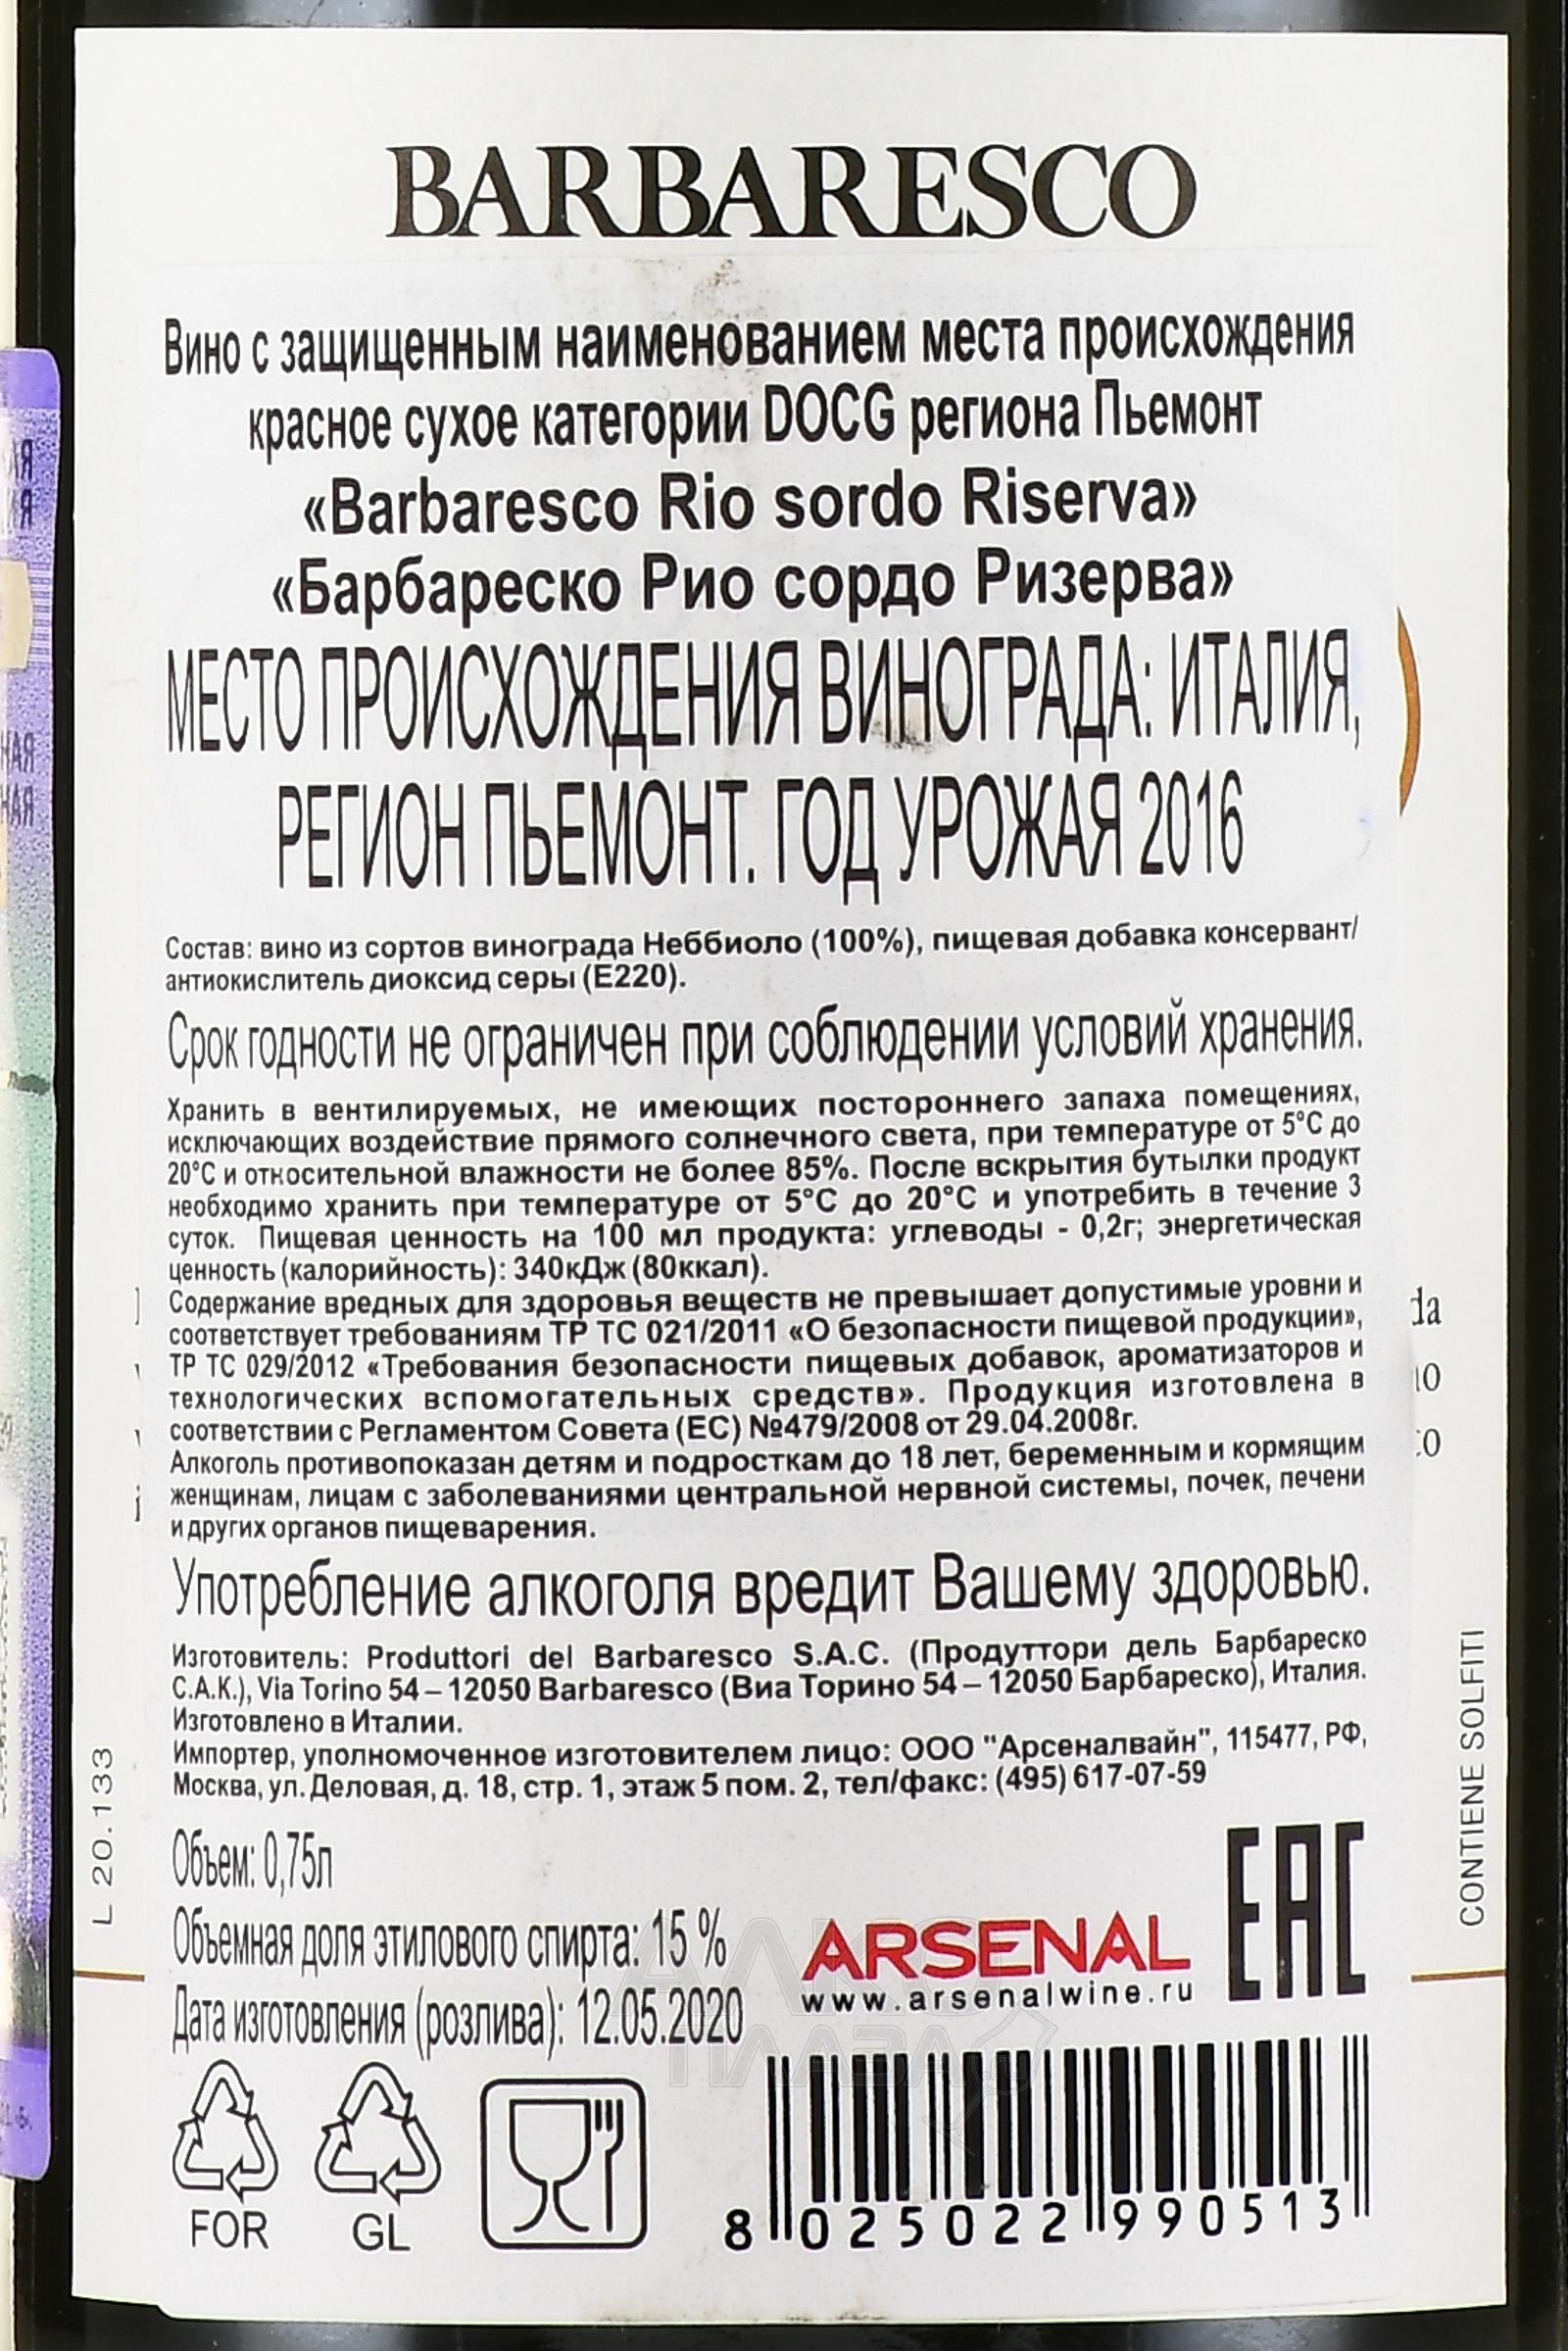 BARBARESCO
Вино с защищенным наименованием места происхождения
красное сухое категории DOCG региона Пьемонт
«Barbaresco Rio sordo Riserva»
«Барбареско Рио сордо Ризерва»
МЕСТО ПРОИСХОЖДЕНИЯ ВИНОГРАДА: ИТАЛИЯ,
РЕГИОН ПЬЕМОНТ. ГОД УРОЖАЯ 2016
Состав: вино из сортов винограда Неббиоло (100%), пищевая добавка консервант/
антиокислитель диоксид серы (Е220).
Срок годности не ограничен при соблюдении условий хранения.
Хранить в вентилируемых, не имеющих постороннего запаха помещениях,
исключающих воздействие прямого солнечного света, при температуре от 5°С до
20°С и относительной влажности не более 85%. После вскрытия бутылки продукт
необходимо хранить при температуре от 5°С до 20°С и употребить в течение 3
суток. Пищевая ценность на 100 мл продукта: углеводы - 0,2г; энергетическая
ценность (калорийность): 340кДж (80ккал).
Содержание вредных для здоровья веществ не превышает допустимые уровни и
соответствует требованиям ТР ТС 021/2011 «О безопасности пищевой продукции»,
ТР ТС 029/2012 «Требования безопасности пищевых добавок, ароматизаторов и
технологических вспомогательных средств». Продукция изготовлена в
соответствии с Регламентом Совета (ЕС) №479/2008 от 29.04.2008г.
Алкоголь противопоказан детям и подросткам до 18 лет, беременным и кормящим
женщинам, лицам с заболеваниями центральной нервной системы, почек, печени
и других органов пищеварения.
Употребление алкоголя вредит Вашему здоровью.
Изготовитель: Produttori del Barbaresco S.A.C. (Продуттори дель Барбареско
С.А.К.), Via Torino 54 – 12050 Barbaresco (Виа Торино 54 – 12050 Барбареско), Италия.
Изготовлено в Италии.
Импортер, уполномоченное изготовителем лицо: ООО "Арсеналвайн", 115477, РФ,
Москва, ул. Деловая, д. 18, стр. 1, этаж 5 пом. 2, тел/факс: (495) 617-07-59
Объем: 0,75л
Объемная доля этилового спирта: 15 %
Дата изготовления (розлива): 12.05.2020
ARSENAL
www.arsenalwine.ru
EAC
FOR
GL
8 025022 990513
L 20.133
CONTIENE SOLFITI